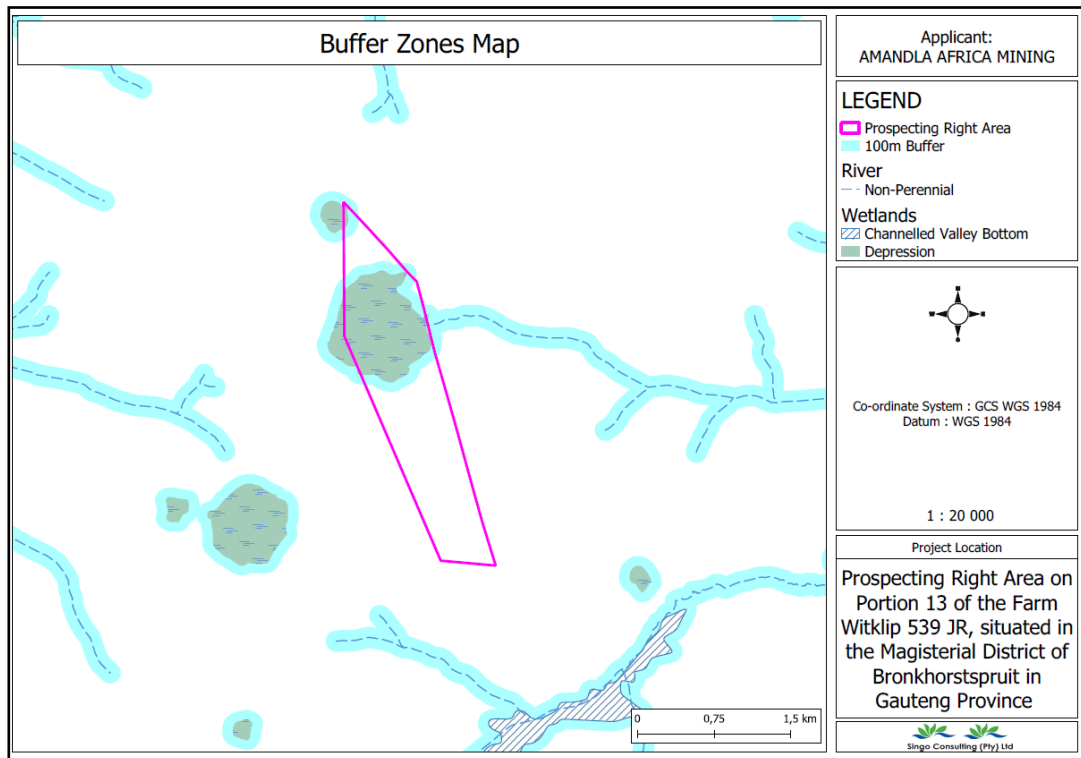 Buffer Zones Map
Applicant:
AMANDLA AFRICA MINING
LEGEND
Prospecting Right Area
100m Buffer
River
Non-Perennial
Wetlands
Channelled Valley Bottom
Depression
Co-ordinate System : GCS WGS 1984
Datum : WGS 1984
1 : 20 000
Project Location
Prospecting Right Area on
Portion 13 of the Farm
Witklip 539 JR, situated in
the Magisterial District of
Bronkhorstspruit in
Gauteng Province
0 0,75 1,5 km
Singo Consulting (Pty) Ltd